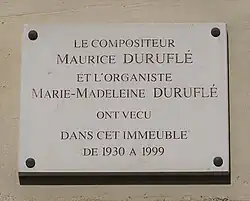 LE COMPOSITEUR
MAURICE DURUFLÉ
ET L'ORGANISTE
MARIE-MADELEINE DURUFLÉ
ONT VECU
DANS CET IMMEUBLE
DE 1930 A 1999